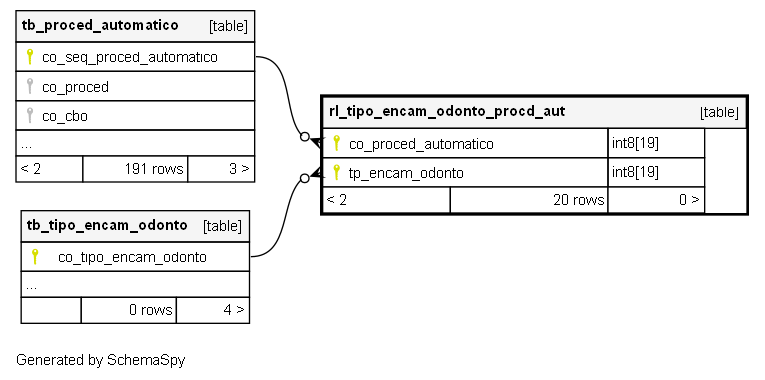 tb_proced_automatico [table]
co_seq_proced_automatico
co_proced
co_cbo
...
< 2 191 rows 3 >
rl_tipo_encam_odonto_procd_aut [table]
co_proced_automatico int8[19]
tp_encam_odonto int8[19]
< 2 20 rows 0 >
tb_tipo_encam_odonto [table]
co_tipo_encam_odonto
...
0 rows 4 >
Generated by SchemaSpy